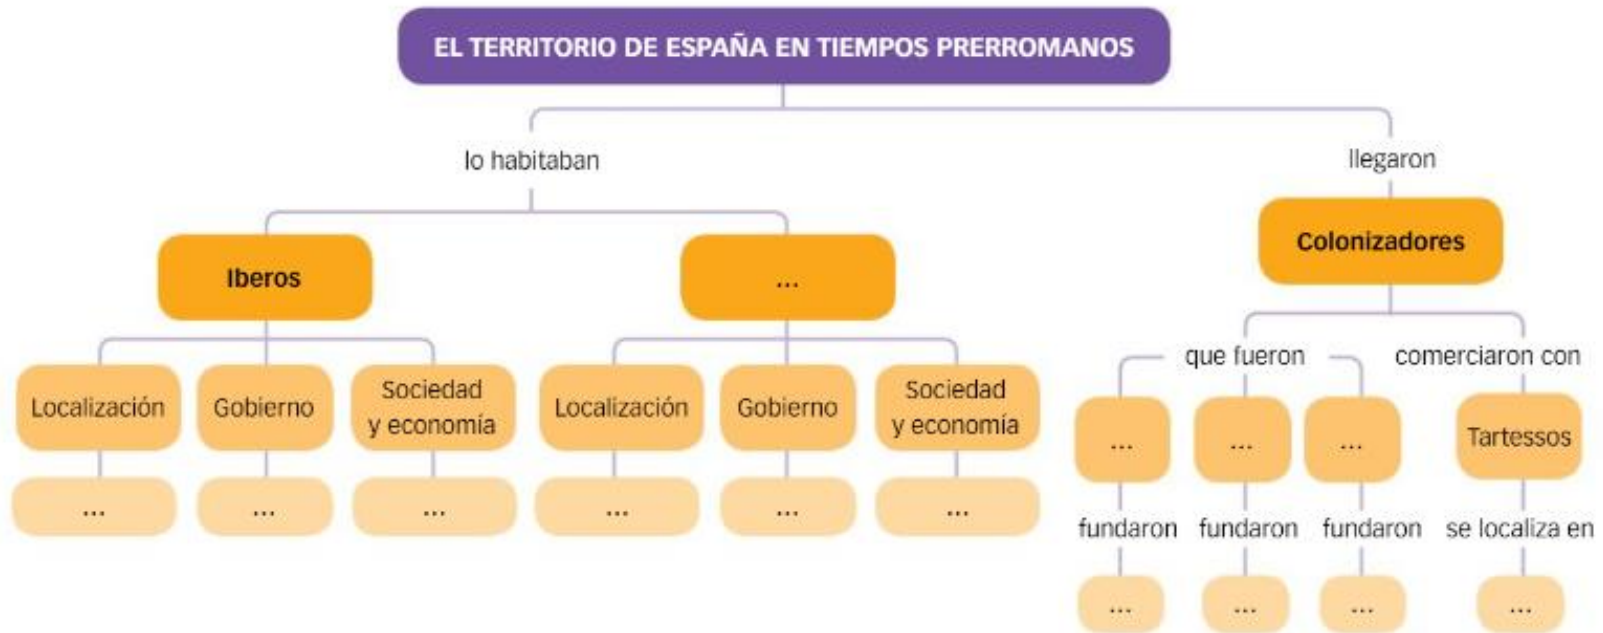 EL TERRITORIO DE ESPAÑA EN TIEMPOS PRERROMANOS
lo habitaban
llegaron
Iberos
...
Colonizadores
Localización
Gobierno
Sociedad
y economía
Localización
Gobierno
Sociedad
y economía
que fueron
comerciaron con
...
...
...
Tartessos
...
...
...
...
...
...
fundaron
fundaron
fundaron
se localiza en
...
...
...
...